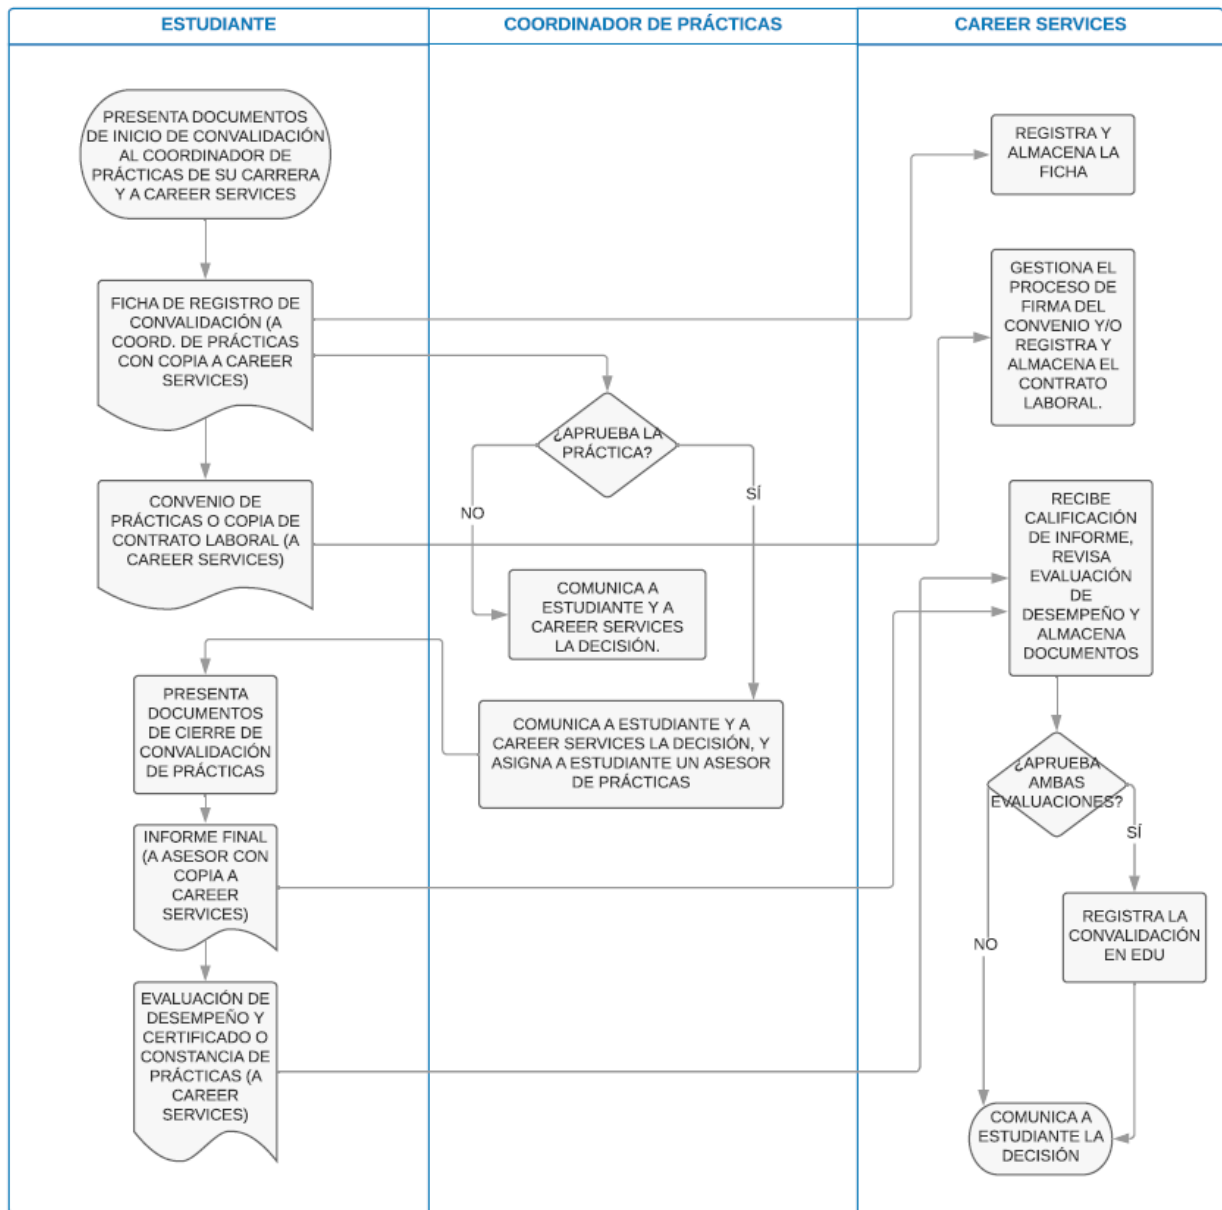 ESTUDIANTE
COORDINADOR DE PRÁCTICAS
CAREER SERVICES
PRESENTA DOCUMENTOS
DE INICIO DE CONVALIDACIÓN
AL COORDINADOR DE
PRÁCTICAS DE SU CARRERA
Y A CAREER SERVICES
FICHA DE REGISTRO DE
CONVALIDACIÓN (A
COORD. DE PRÁCTICAS
CON COPIA A CAREER
SERVICES)
CONVENIO DE
PRÁCTICAS O COPIA DE
CONTRATO LABORAL (A
CAREER SERVICES)
PRESENTA
DOCUMENTOS
DE CIERRE DE
CONVALIDACIÓN
DE PRÁCTICAS
INFORME FINAL
(A ASESOR CON
COPIA A
CAREER
SERVICES)
EVALUACIÓN DE
DESEMPEÑO Y
CERTIFICADO O
CONSTANCIA DE
PRÁCTICAS (A
CAREER
SERVICES)
¿APRUEBA LA
PRÁCTICA?
NO
SÍ
COMUNICA A
ESTUDIANTE Y A
CAREER SERVICES
LA DECISIÓN.
COMUNICA A ESTUDIANTE Y A
CAREER SERVICES LA DECISIÓN, Y
ASIGNA A ESTUDIANTE UN ASESOR
DE PRÁCTICAS
REGISTRA Y
ALMACENA LA
FICHA
GESTIONA EL
PROCESO DE
FIRMA DEL
CONVENIO Y/O
REGISTRA Y
ALMACENA EL
CONTRATO
LABORAL.
RECIBE
CALIFICACIÓN
DE INFORME,
REVISA
EVALUACIÓN
DE
DESEMPEÑO Y
ALMACENA
DOCUMENTOS
¿APRUEBA
AMBAS
EVALUACIONES?
SÍ
NO
REGISTRA LA
CONVALIDACIÓN
EN EDU
COMUNICA A
ESTUDIANTE LA
DECISIÓN